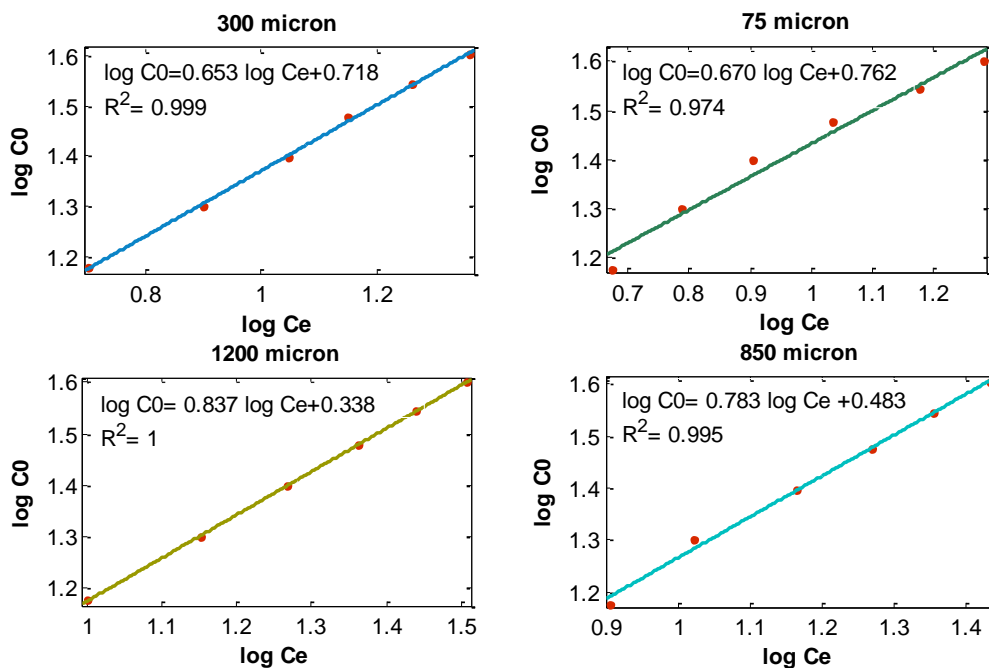 300 micron
log C0=0.653 log Ce+0.718
R²= 0.999
1.6
1.5
1.4
1.3
1.2
0.8 1 1.2
log C0
log Ce
75 micron
log C0=0.670 log Ce+0.762
R²= 0.974
1.6
1.5
1.4
1.3
1.2
0.7 0.8 0.9 1 1.1 1.2
log C0
log Ce
1200 micron
log C0= 0.837 log Ce+0.338
R²= 1
1.6
1.5
1.4
1.3
1.2
1 1.1 1.2 1.3 1.4 1.5
log C0
log Ce
850 micron
log C0= 0.783 log Ce +0.483
R²= 0.995
1.6
1.5
1.4
1.3
1.2
0.9 1 1.1 1.2 1.3 1.4
log C0
log Ce